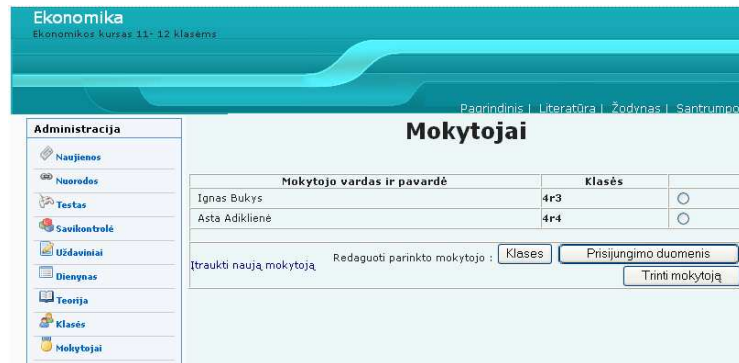 Ekonomika
Ekonomikos kursas 11- 12 klasėms
Pagrindinis | Literatūra | Žodynas | Santrumpo
Administracija
Naujienos
Nuorodos
Testas
Savikontrolė
Uždaviniai
Dienynas
Teorija
Klasės
Mokytojai
Mokytojai
Mokytojo vardas ir pavardė Klasės
Ignas Bukys 4r3
Asta Adiklienė 4r4
Įtraukti naują mokytoją Redaguoti parinkto mokytojo : Klases Prisijungimo duomenis
Trinti mokytoją